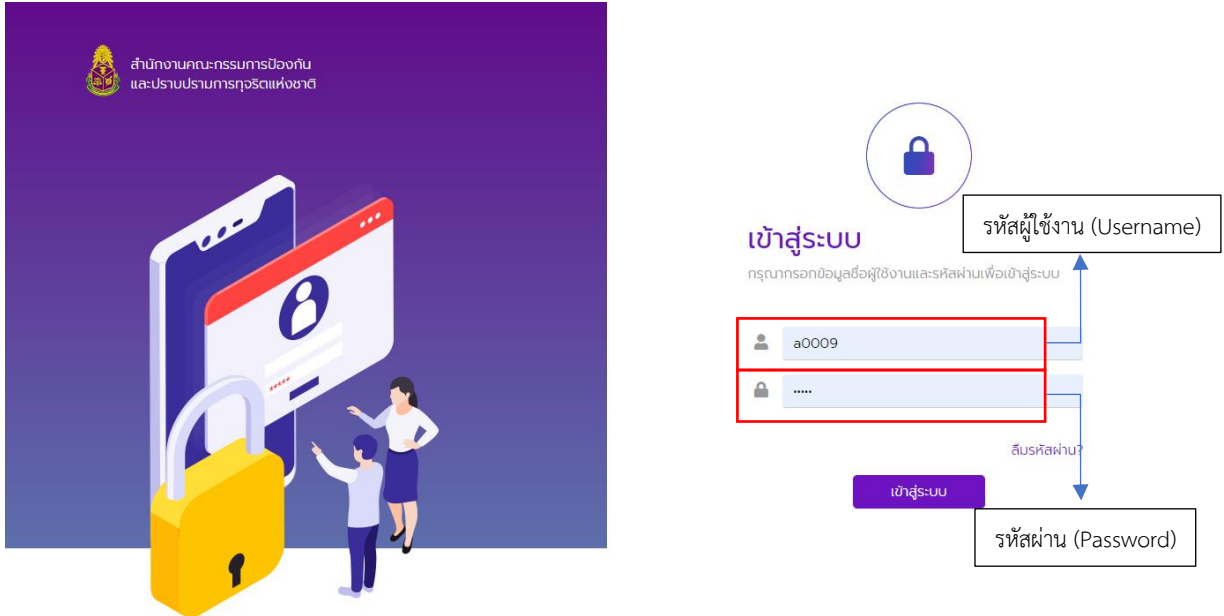 สำนักงานคณะกรรมการป้องกัน
และปราบปรามการทุจริตแห่งชาติ
*****
รหัสผู้ใช้งาน (Username)
เข้าสู่ระบบ
กรุณากรอกข้อมูลชื่อผู้ใช้งานและรหัสผ่านเพื่อเข้าสู่ระบบ
a0009
•••••
ลืมรหัสผ่าน?
เข้าสู่ระบบ
รหัสผ่าน (Password)